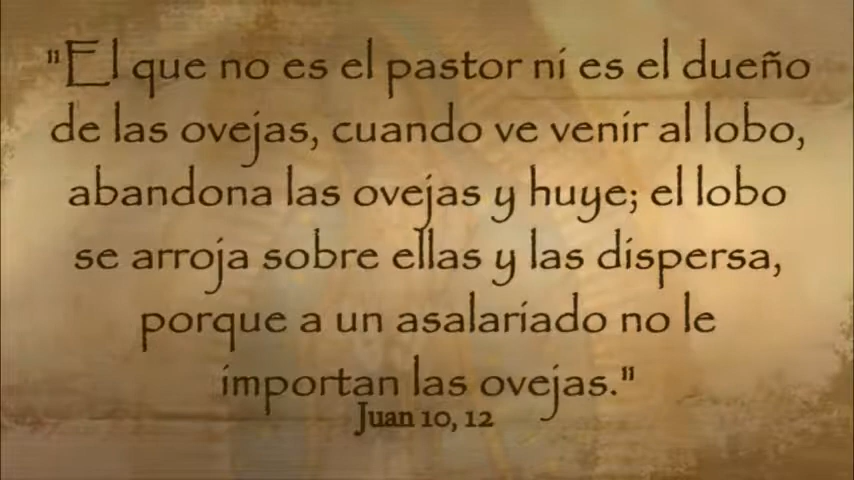 "El que no es el pastor ni es el dueño
de las ovejas, cuando ve venir al lobo,
abandona las ovejas y huye; el lobo
se arroja sobre ellas y las dispersa,
porque a un asalariado no le
importan las ovejas."
Juan 10, 12